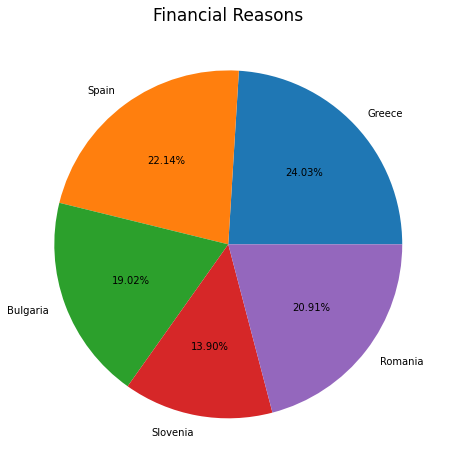 Financial Reasons
Spain
Greece
22.14%
24.03%
19.02%
20.91%
Bulgaria
13.90%
Romania
Slovenia